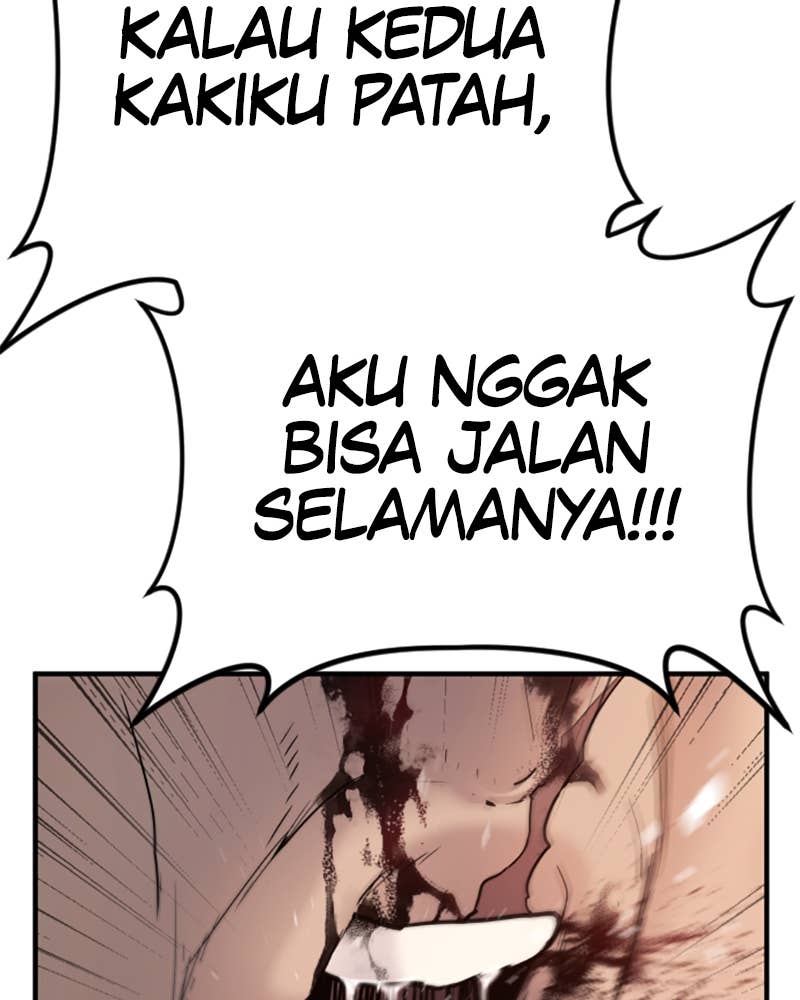 KALAU KEDUA
KAKIKU PATAH,
AKU NGGAK
BISA JALAN
SELAMANYA!!!